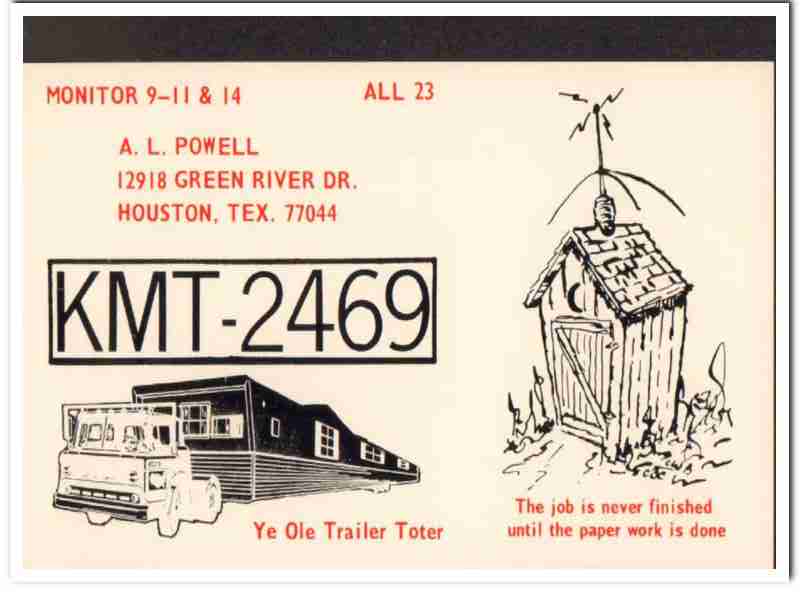 MONITOR 9-11 & 14
ALL 23
A. L. POWELL
12918 GREEN RIVER DR.
HOUSTON, TEX. 77044
KMT-2469
Ye Ole Trailer Toter
The job is never finished
until the paper work is done